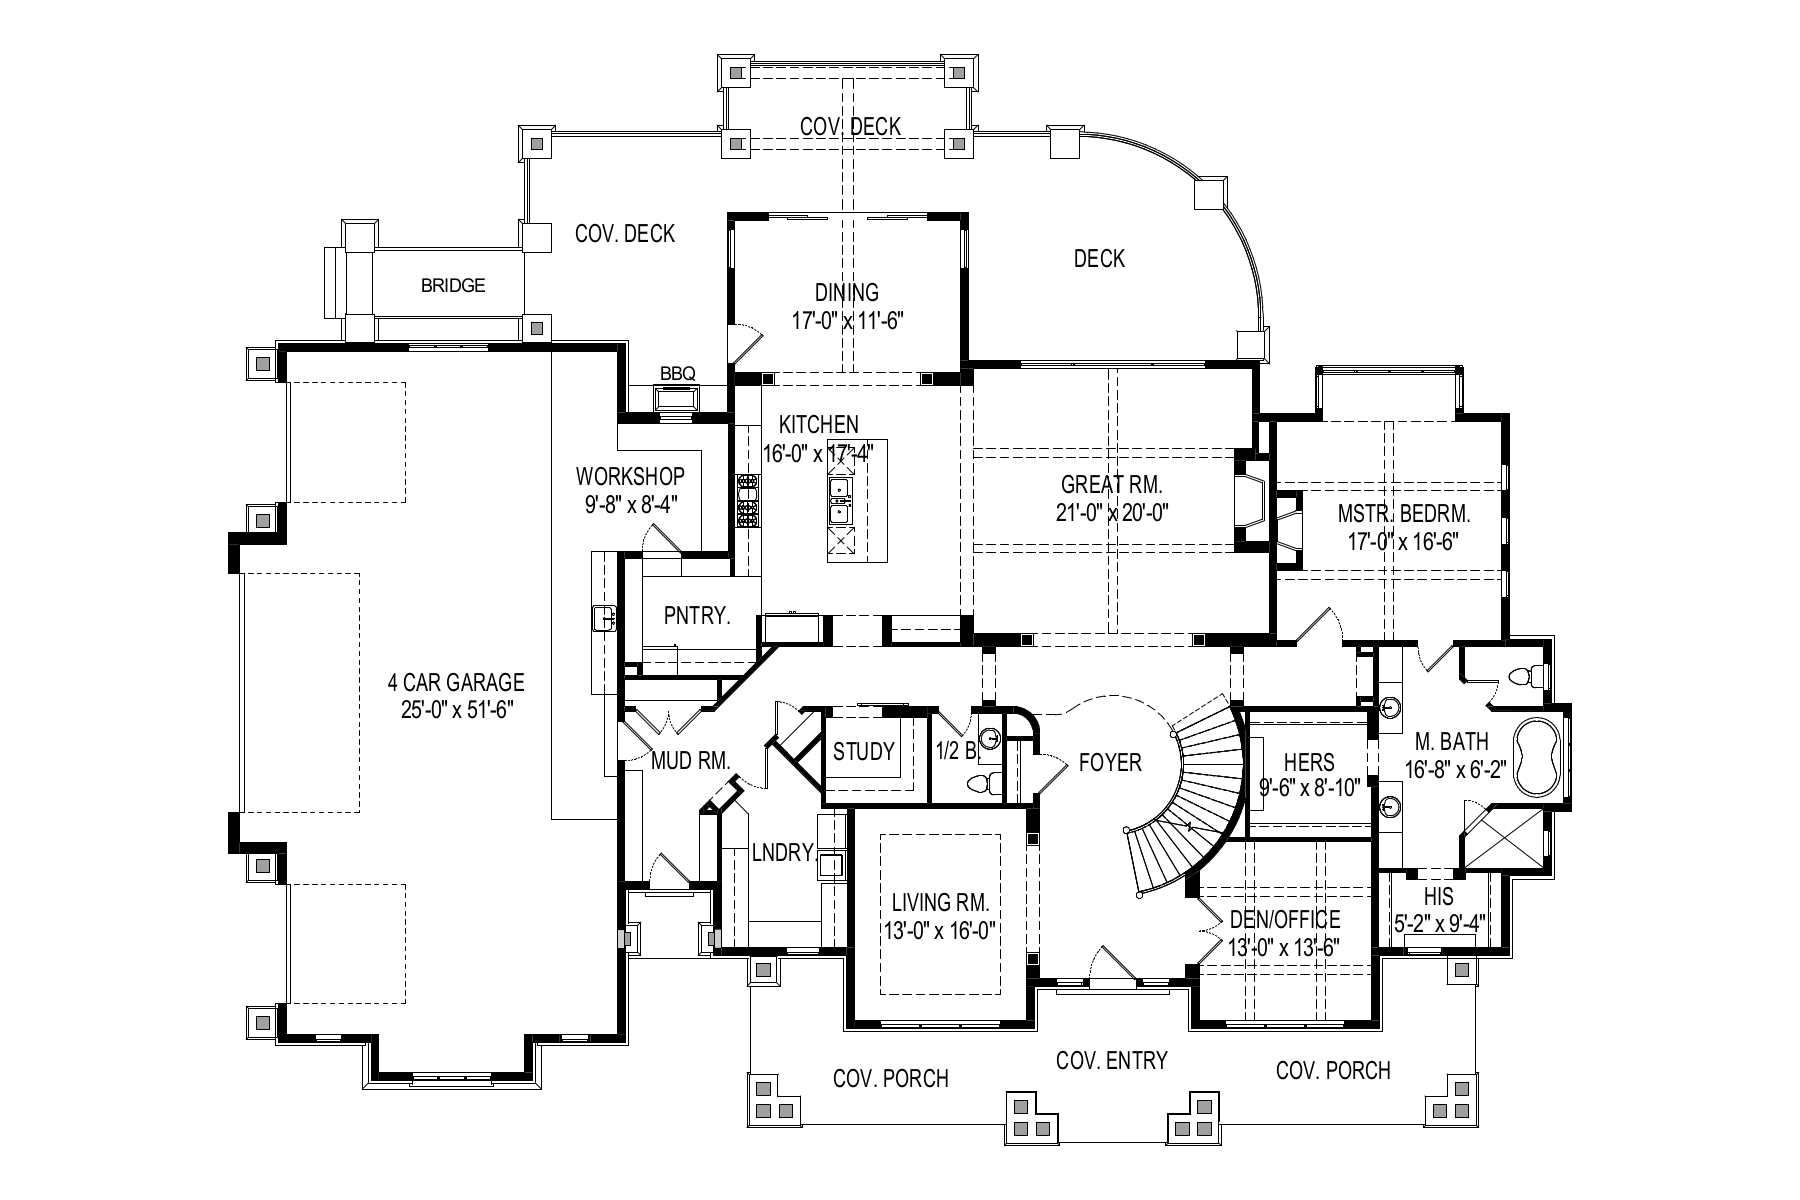 COV. DECK
COV. DECK
DECK
BRIDGE
DINING
17'-0" x 11'-6"
BBQ
KITCHEN
16'-0" x 17'-4"
WORKSHOP
9'-8" x 8'-4"
GREAT RM.
21'-0" x 20'-0"
MSTR. BEDRM.
17'-0" x 16'-6"
PNTRY.
4 CAR GARAGE
25'-0" x 51'-6"
MUD RM.
STUDY
1/2 B.
FOYER
HERS
9'-6" x 8'-10"
M. BATH
16'-8" x 6'-2"
LNDRY.
LIVING RM.
13'-0" x 16'-0"
DEN/OFFICE
13'-0" x 13'-6"
HIS
5'-2" x 9'-4"
COV. PORCH
COV. ENTRY
COV. PORCH